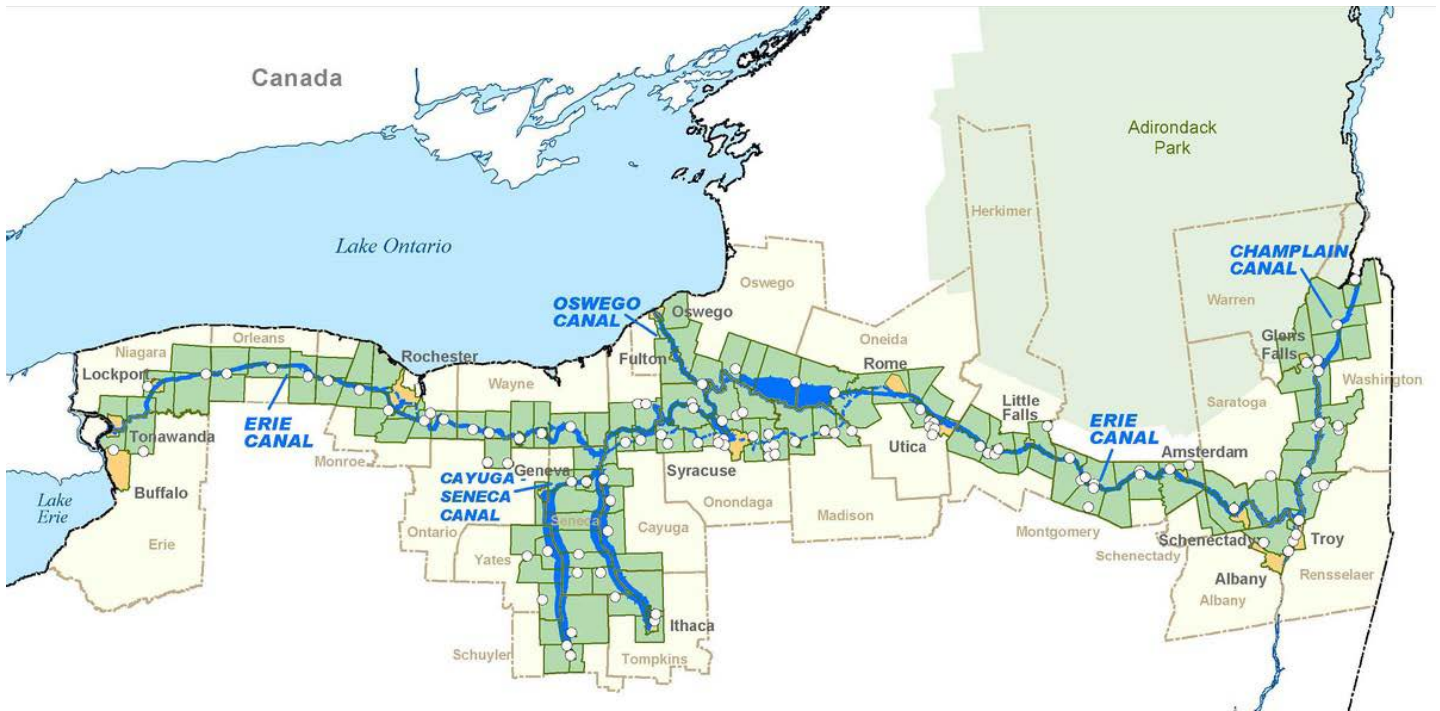 Canada
Adirondack
Park
Herkimer
Lake Ontario
CHAMPLAIN
CANAL
Oswego
OSWEGO
CANAL
Warren
Oswego
Orleans
Oneida
Glens
Falls
Niagara
Rochester
Fulton
Rome
Lockport
Wayne
Washington
Little
Falls
Saratoga
ERIE
CANAL
ERIE
CANAL
Tonawanda
Utica
Amsterdam
Monroe
Geneva
Syracuse
CAYUGA -
SENECA
CANAL
Buffalo
Lake
Erie
Onondaga
Madison
Seneca
Cayuga
Ontario
Montgomery
Erie
Yates
Schenectady
Schenectady
Troy
Albany
Rensselaer
Albany
Ithaca
Schuyler
Tompkins